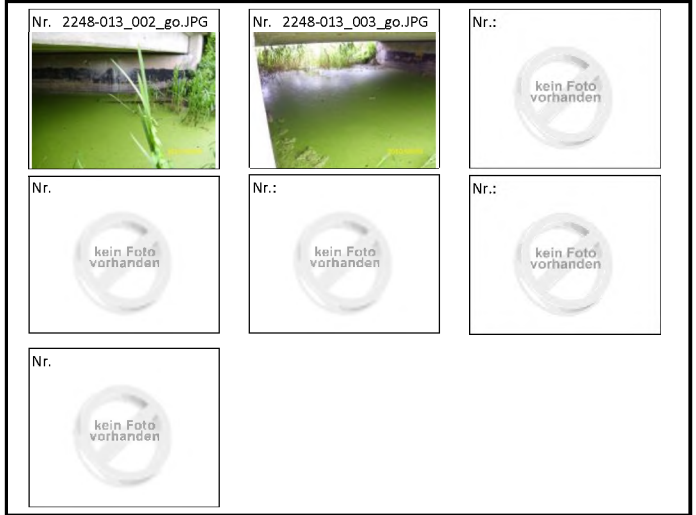 Nr. 2248-013_002_go.JPG
Nr. 2248-013_003_go.JPG
Nr.:
kein Foto
vorhanden
Nr.
kein Foto
vorhanden
Nr.:
kein Foto
vorhanden
Nr.:
kein Foto
vorhanden
Nr.
kein Foto
vorhanden